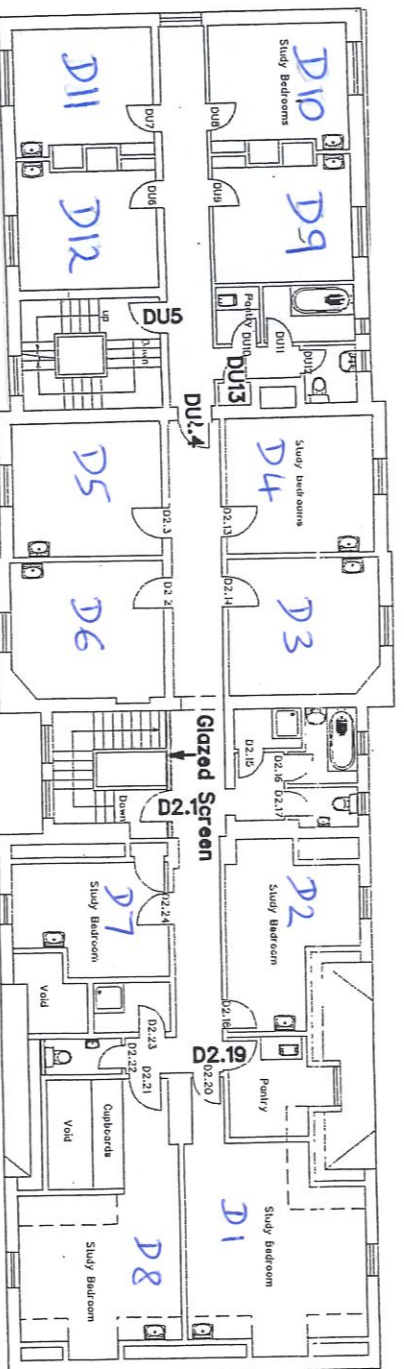 D11
DU7
D12
DU6
Up
Down
DU5
D10
Study Bedrooms
DU8
D9
DU9
Pantry
DU10
DU11
DU12
DU13
DU2.4
D5
D2.3
D6
D2.2
D4
Study bedrooms
D2.13
D3
D2.14
Glazed Screen
D2.1
Down
D2.15
D2.16
D2.17
D2
Study Bedroom
D2.18
D7
Study Bedroom
D2.24
Void
D2.23
D2.22
D2.21
D2.19
D2.20
Pantry
Cupboards
Void
D1
Study Bedroom
D8
Study Bedroom